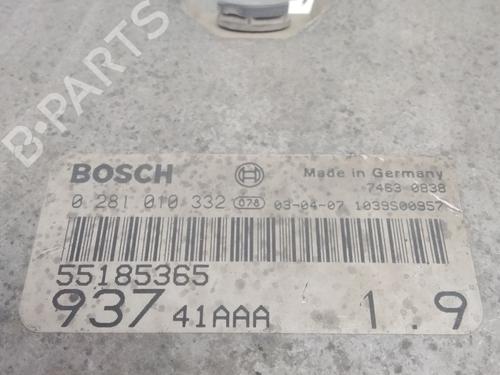 B-PARTS
BOSCH Made in Germany
7463 0838
0 281 010 332 078 03-04-07 1039S00957
55185365
937 41AAA 1.9